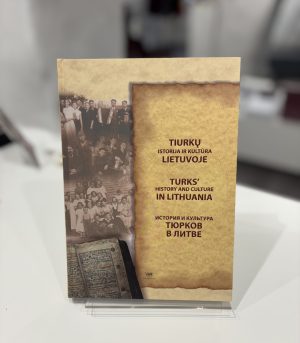 TIURKŲ
ISTORIJA IR KULTŪRA
LIETUVOJE
TURKS'
HISTORY AND CULTURE
IN LITHUANIA
ИСТОРИЯ И КУЛЬТУРА
ТЮРКОВ
В ЛИТВЕ